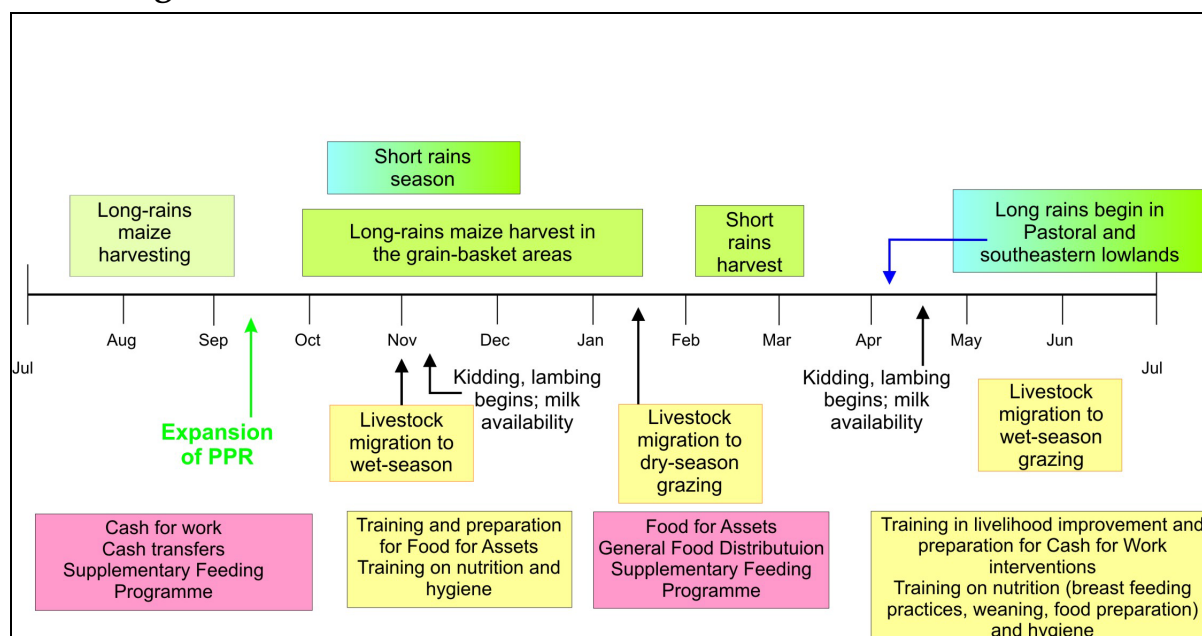 Short rains
season
Long-rains
maize
harvesting
Long-rains maize harvest in
the grain-basket areas
Short
rains
harvest
Long rains begin in
Pastoral and
southeastern lowlands
Jul
Aug
Sep
Oct
Nov
Dec
Jan
Feb
Mar
Apr
May
Jun
Jul
Expansion
of PPR
Livestock
migration to
wet-season
Kidding, lambing
begins; milk
availability
Livestock
migration to
dry-season
grazing
Kidding, lambing
begins; milk
availability
Livestock
migration to
wet-season
grazing
Cash for work
Cash transfers
Supplementary Feeding
Programme
Training and preparation
for Food for Assets
Training on nutrition and
hygiene
Food for Assets
General Food Distributuion
Supplementary Feeding
Programme
Training in livelihood improvement and
preparation for Cash for Work
interventions
Training on nutrition (breast feeding
practices, weaning, food preparation)
and hygiene